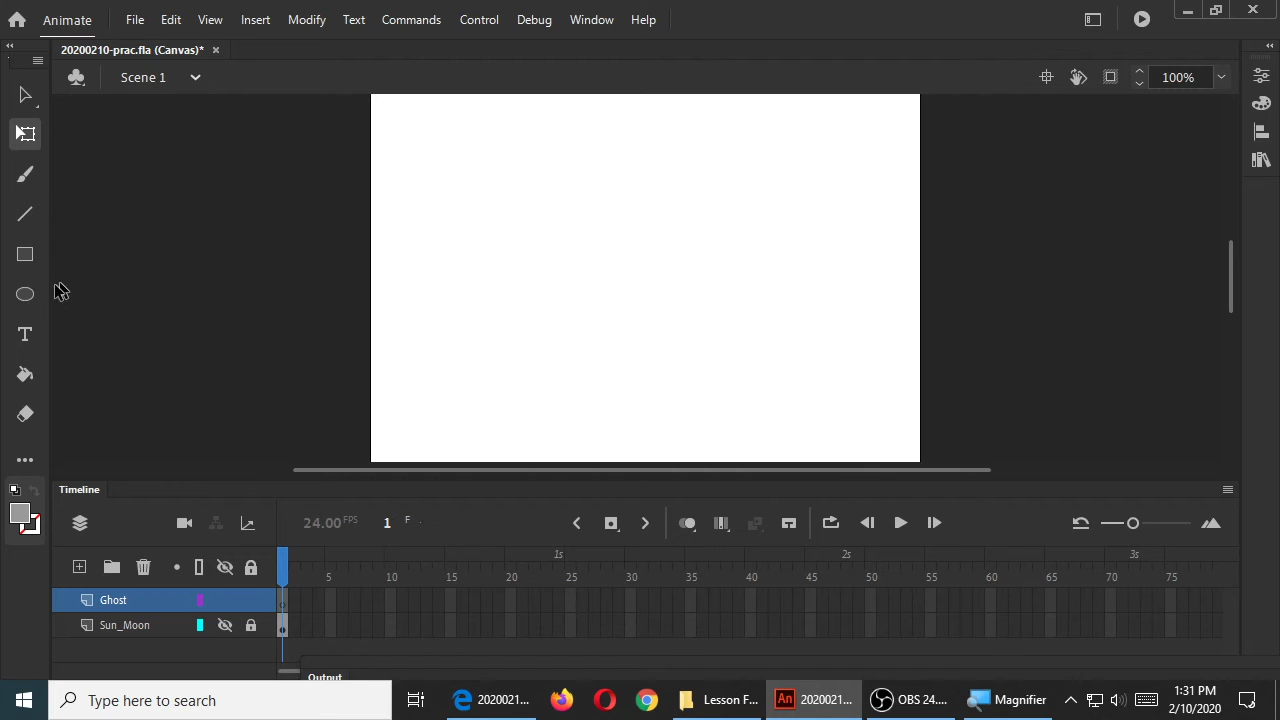 Animate File Edit View Insert Modify Text Commands Control Debug Window Help
20200210-prac.fla (Canvas)* ×
Scene 1 100%
T
Timeline
24.00 FPS 1 F
1s 2s 3s
5 10 15 20 25 30 35 40 45 50 55 60 65 70 75
Ghost
Sun_Moon
Output
Type here to search 2020021... Lesson F... An 2020021... OBS 24.... Magnifier 1:31 PM
2/10/2020